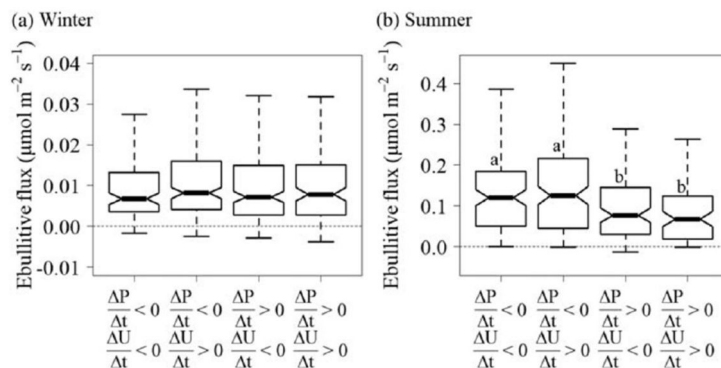 (a) Winter
(b) Summer
Ebullitive flux (μmol m⁻² s⁻¹)
0.04
0.03
0.02
0.01
0.00
-0.01
Ebullitive flux (μmol m⁻² s⁻¹)
0.4
0.3
0.2
0.1
0.0
a
a
b
b
ΔP/Δt < 0 ΔP/Δt < 0 ΔP/Δt > 0 ΔP/Δt > 0
ΔU/Δt < 0 ΔU/Δt > 0 ΔU/Δt < 0 ΔU/Δt > 0
ΔP/Δt < 0 ΔP/Δt < 0 ΔP/Δt > 0 ΔP/Δt > 0
ΔU/Δt < 0 ΔU/Δt > 0 ΔU/Δt < 0 ΔU/Δt > 0